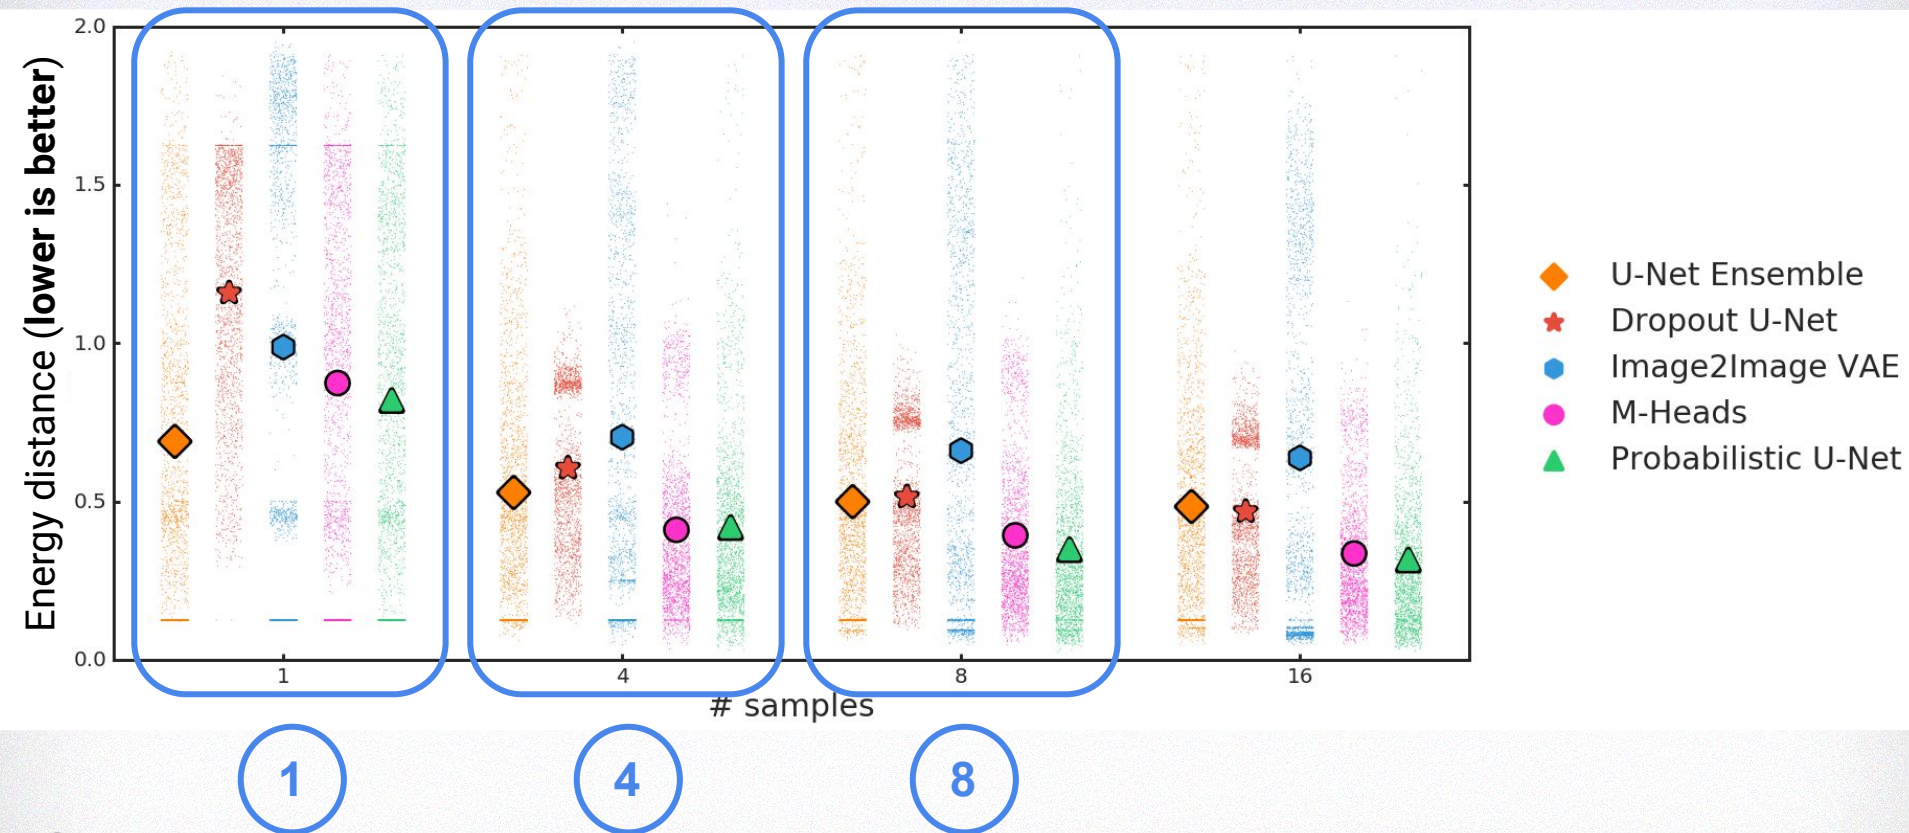 Energy distance (lower is better)
2.0
1.5
1.0
0.5
0.0
1
4
8
16
# samples
U-Net Ensemble
Dropout U-Net
Image2Image VAE
M-Heads
Probabilistic U-Net
1
4
8